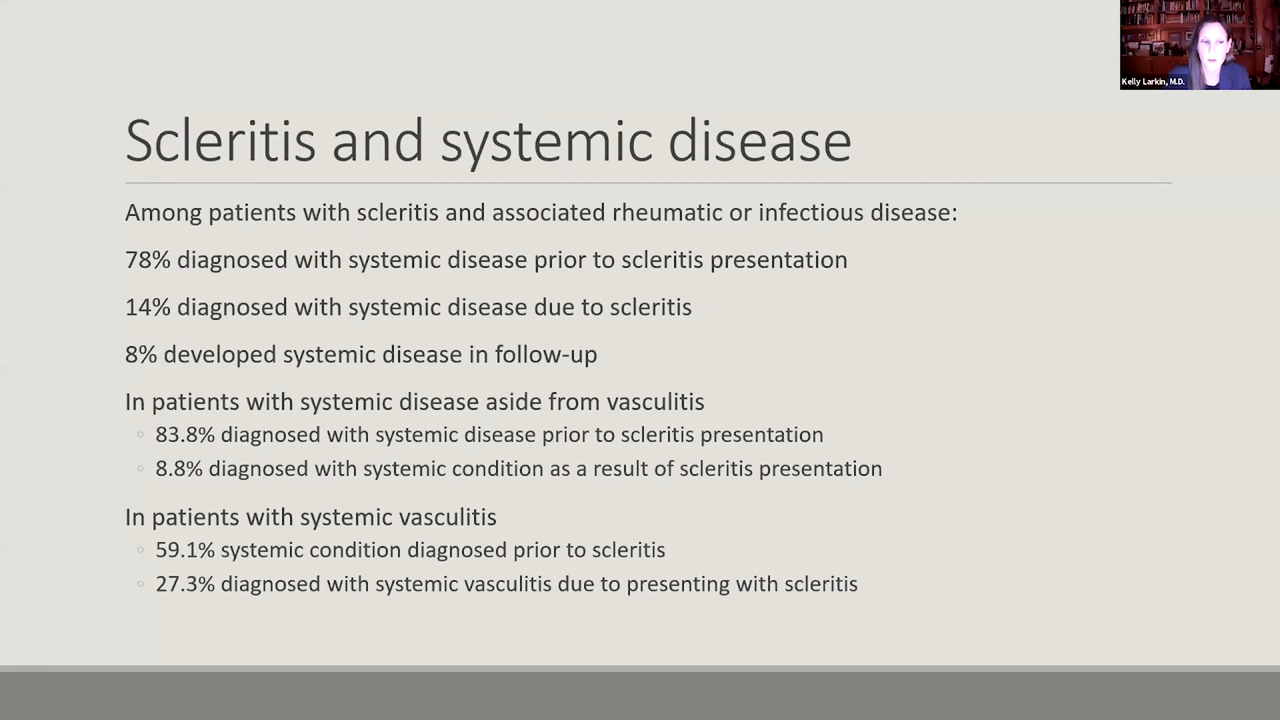 Kelly Larkin, M.D.
Scleritis and systemic disease
Among patients with scleritis and associated rheumatic or infectious disease:
78% diagnosed with systemic disease prior to scleritis presentation
14% diagnosed with systemic disease due to scleritis
8% developed systemic disease in follow-up
In patients with systemic disease aside from vasculitis
83.8% diagnosed with systemic disease prior to scleritis presentation
8.8% diagnosed with systemic condition as a result of scleritis presentation
In patients with systemic vasculitis
59.1% systemic condition diagnosed prior to scleritis
27.3% diagnosed with systemic vasculitis due to presenting with scleritis